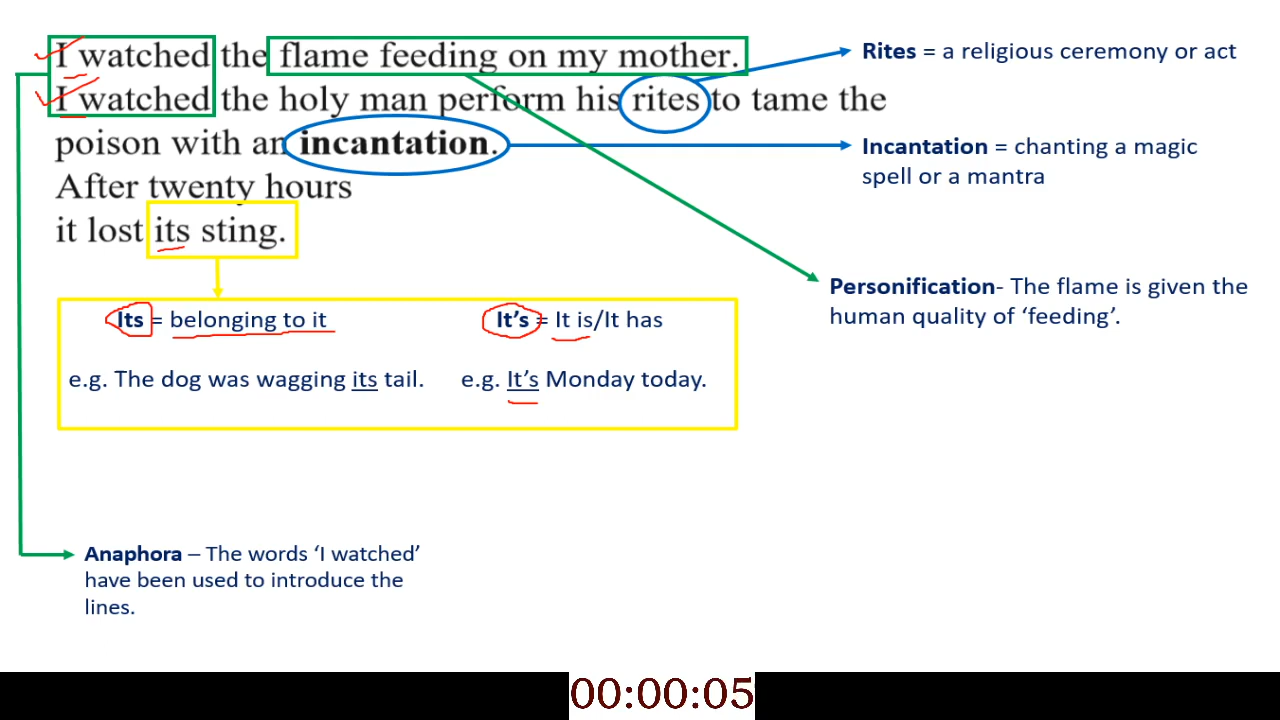 I watched the flame feeding on my mother.
I watched the holy man perform his rites to tame the
poison with an incantation.
After twenty hours
it lost its sting.
Rites = a religious ceremony or act
Incantation = chanting a magic
spell or a mantra
Personification- The flame is given the
human quality of ‘feeding’.
Its = belonging to it
It’s = It is/It has
e.g. The dog was wagging its tail.
e.g. It’s Monday today.
Anaphora – The words ‘I watched’
have been used to introduce the
lines.
00:00:05